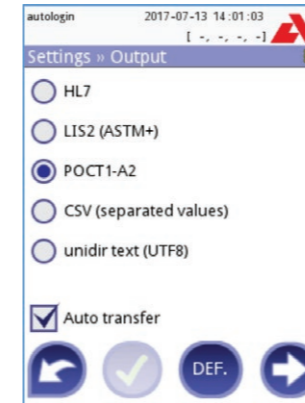 autologin 2017-07-13 14:01:03
[ -, -, -, -]
Settings » Output
HL7
LIS2 (ASTM+)
POCT1-A2
CSV (separated values)
unidir text (UTF8)
Auto transfer
DEF.